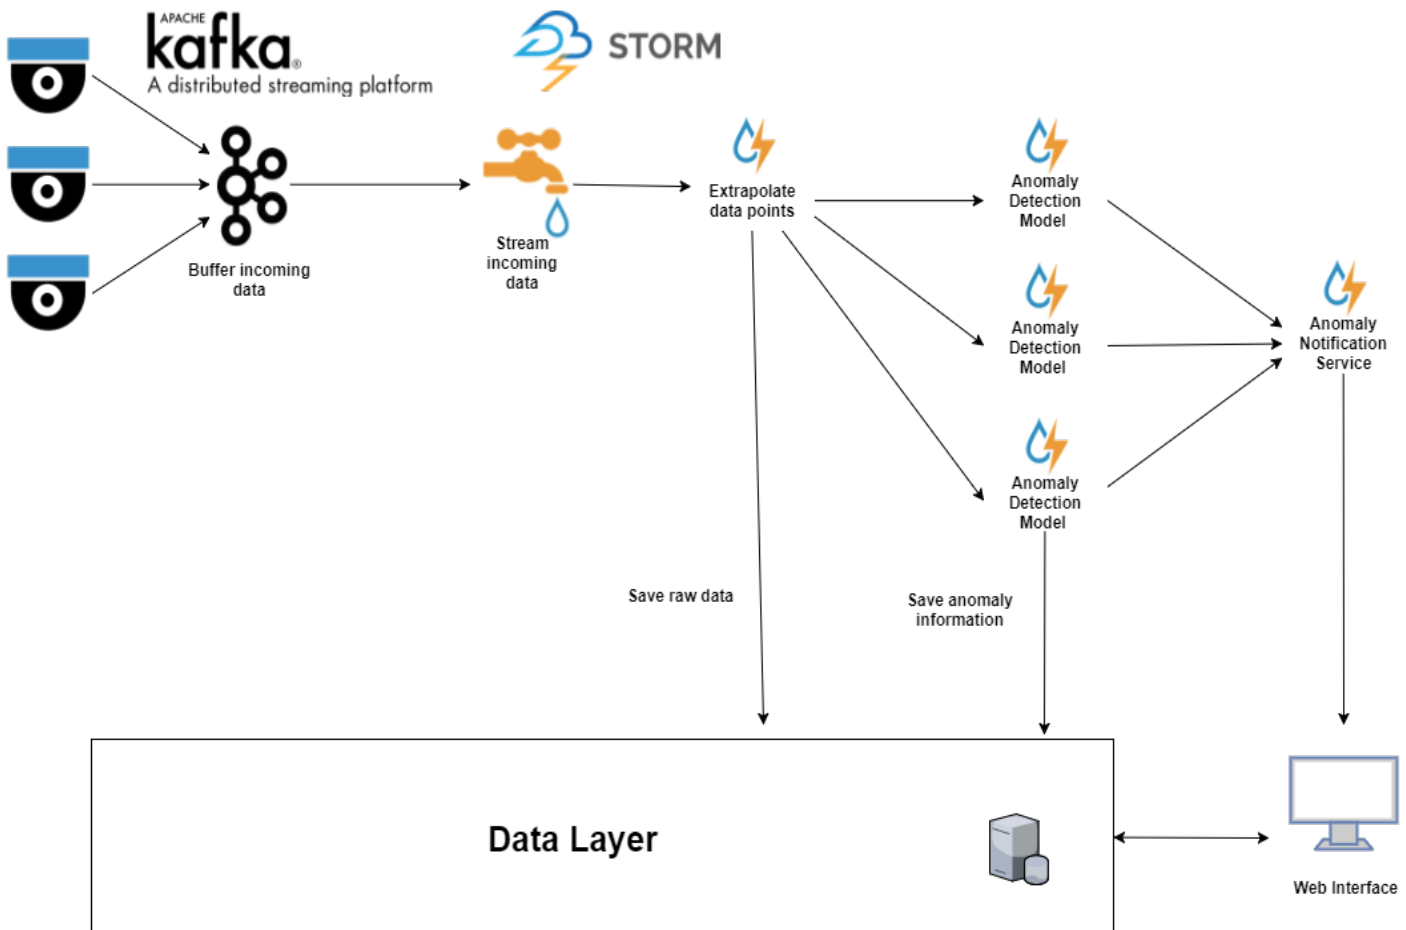 APACHE
kafka®
A distributed streaming platform
STORM
Buffer incoming
data
Stream
incoming
data
Extrapolate
data points
Anomaly
Detection
Model
Anomaly
Detection
Model
Anomaly
Detection
Model
Anomaly
Notification
Service
Save raw data
Save anomaly
information
Data Layer
Web Interface